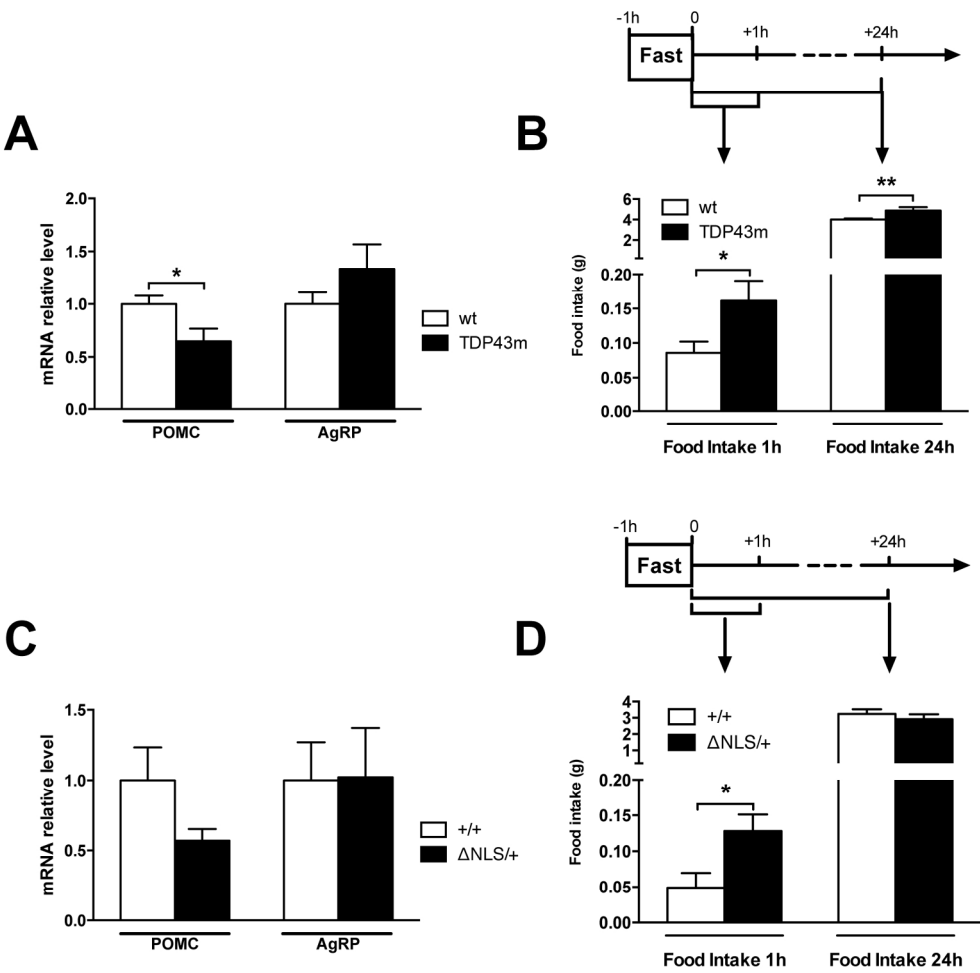 A
mRNA relative level
2.0
1.5
1.0
0.5
0.0
*
POMC
AgRP
wt
TDP43m
B
-1h
0
+1h
+24h
Fast
Food intake (g)
6
4
2
0.20
0.15
0.10
0.05
0.00
wt
TDP43m
*
**
Food Intake 1h
Food Intake 24h
C
mRNA relative level
1.5
1.0
0.5
0.0
POMC
AgRP
+/+
ΔNLS/+
D
-1h
0
+1h
+24h
Fast
Food intake (g)
4
3
2
1
0.20
0.15
0.10
0.05
0.00
+/+
ΔNLS/+
*
Food Intake 1h
Food Intake 24h